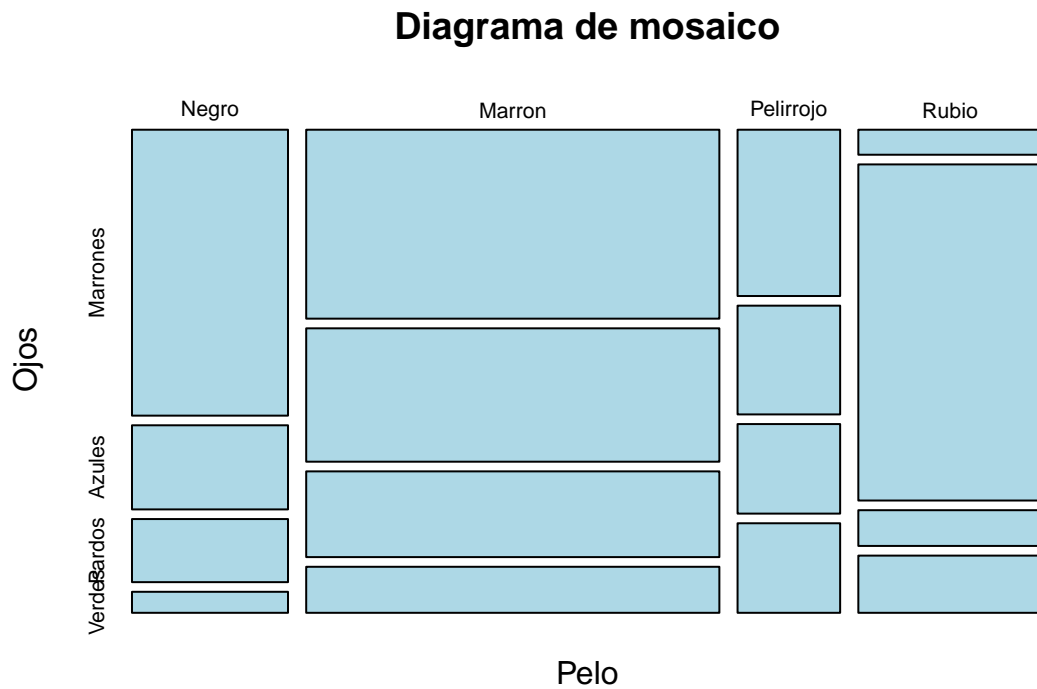 Diagrama de mosaico
Negro Marron Pelirrojo Rubio
Marrones
Azules
Pardos
Verdes
Ojos
Pelo